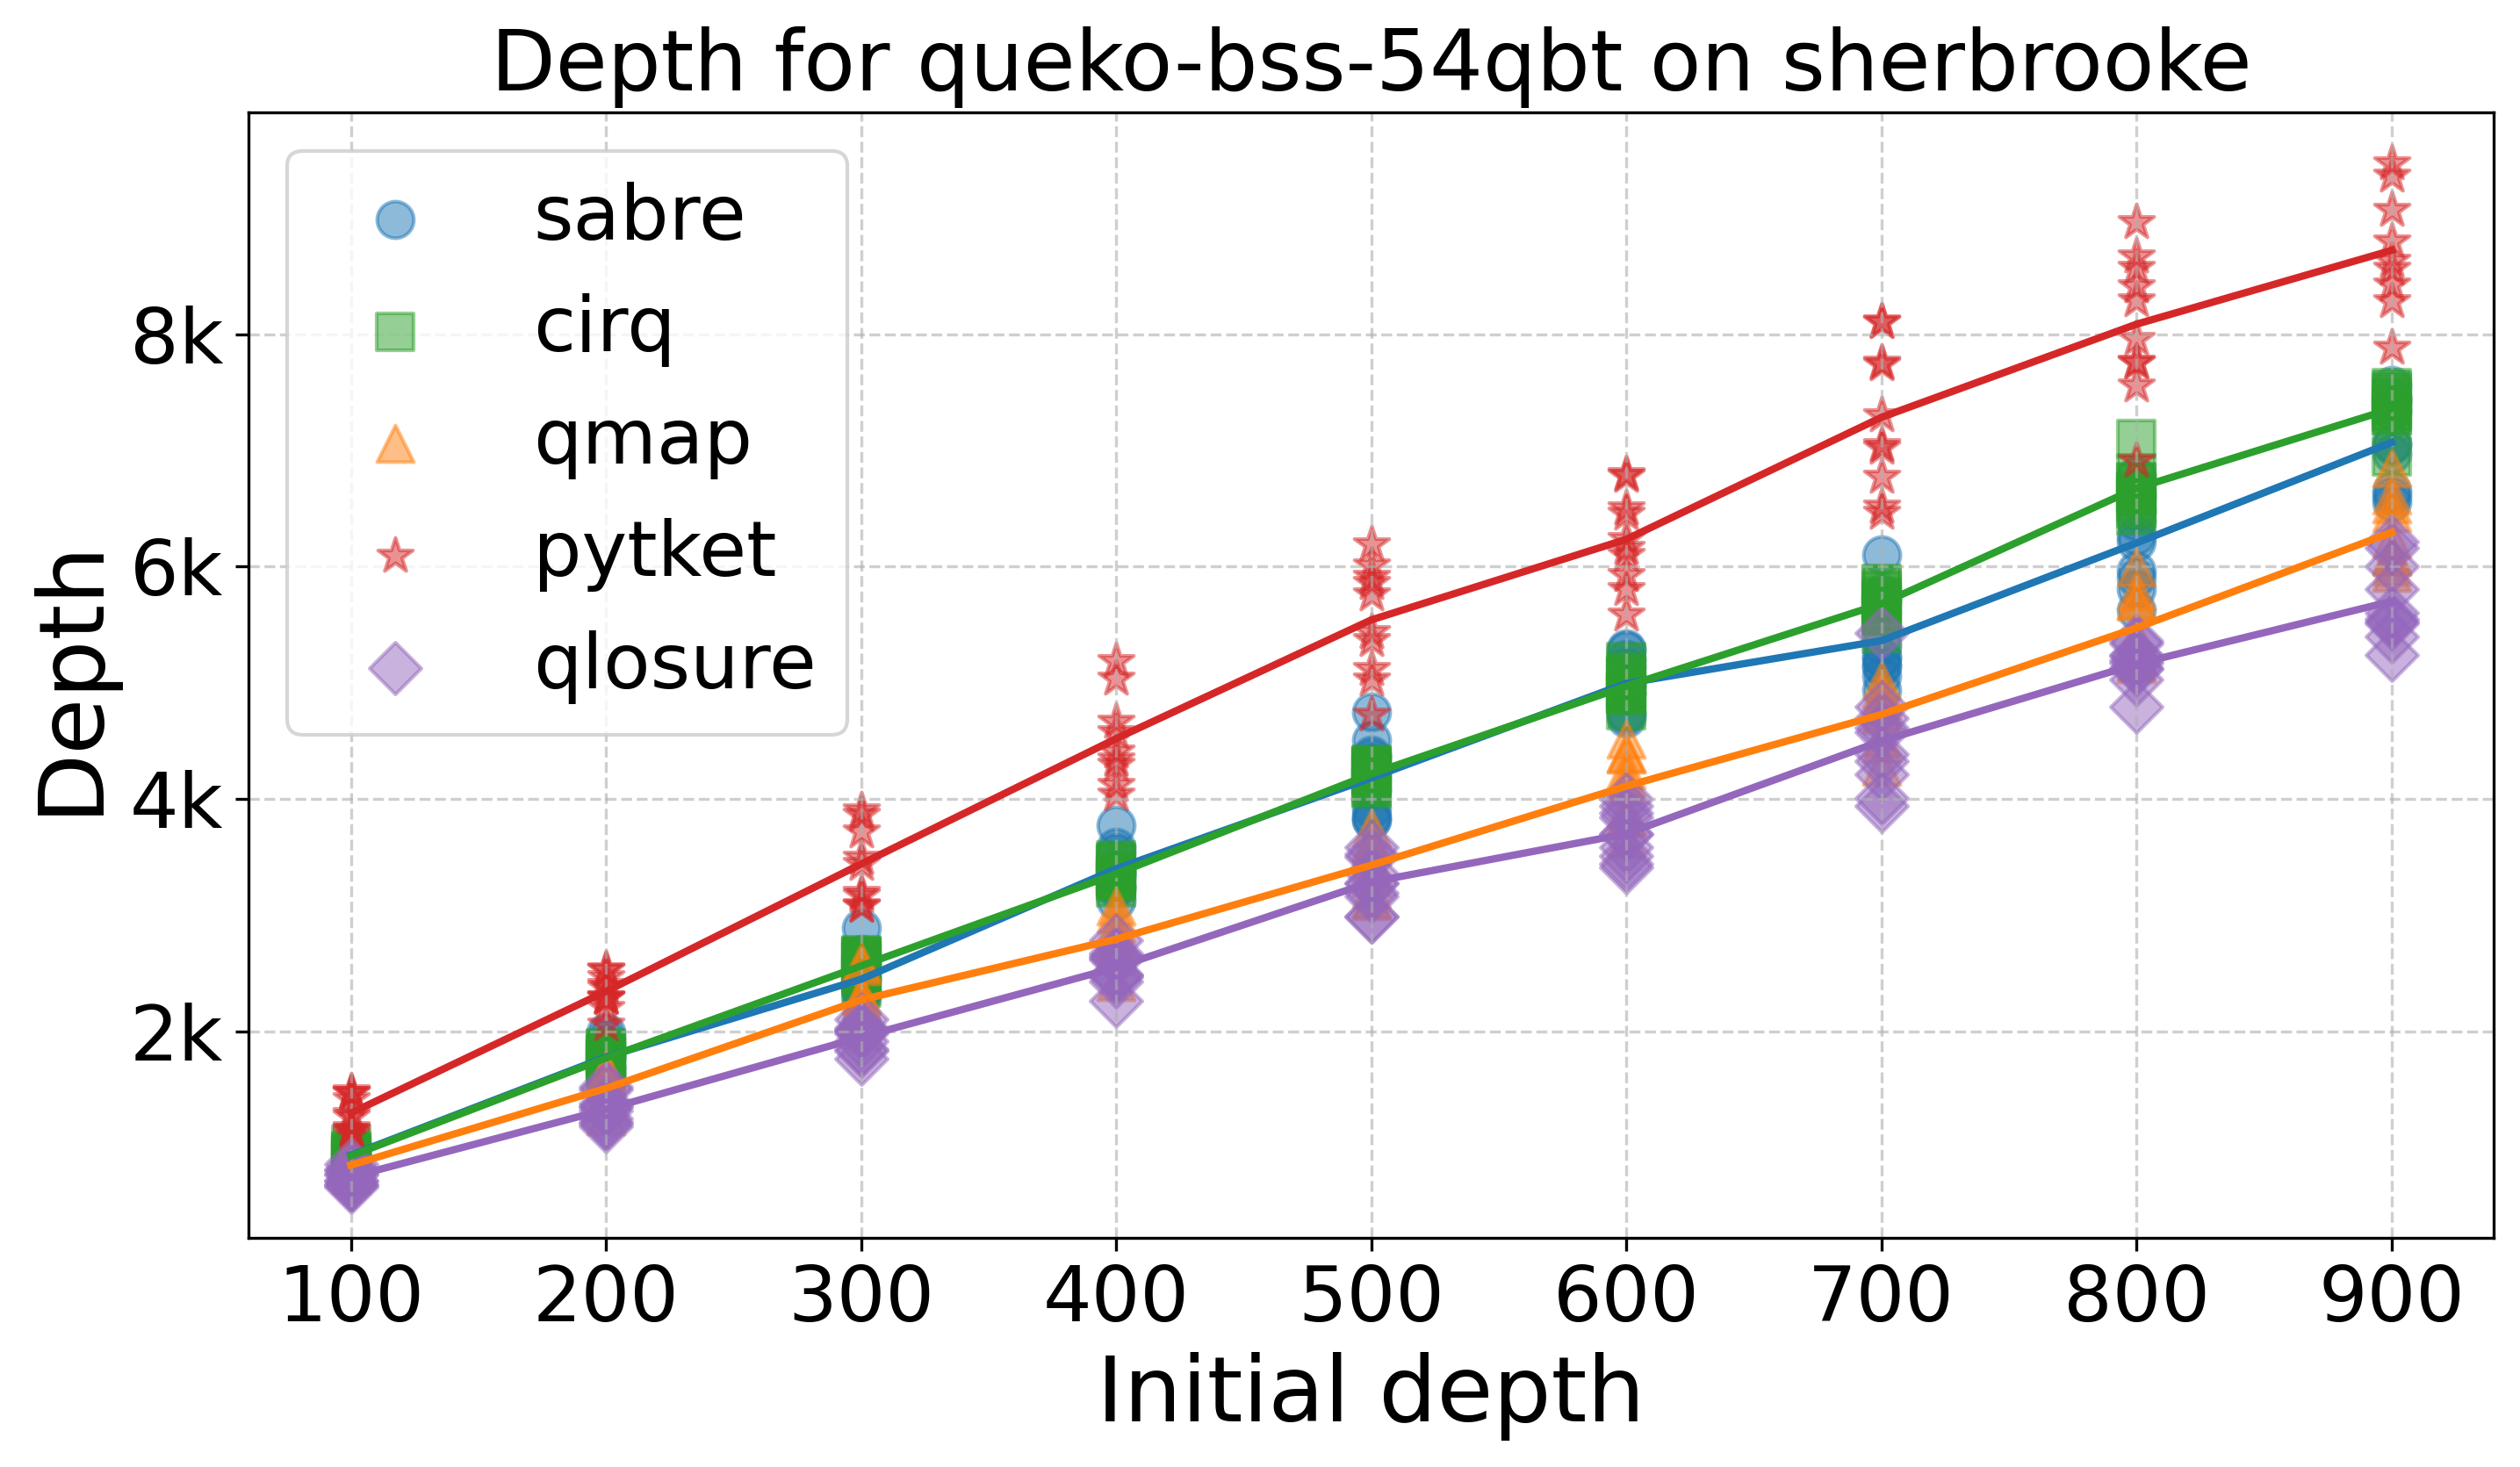 Depth for queko-bss-54qbt on sherbrooke
sabre
cirq
qmap
pytket
qlosure
8k
6k
4k
2k
Depth
100 200 300 400 500 600 700 800 900
Initial depth